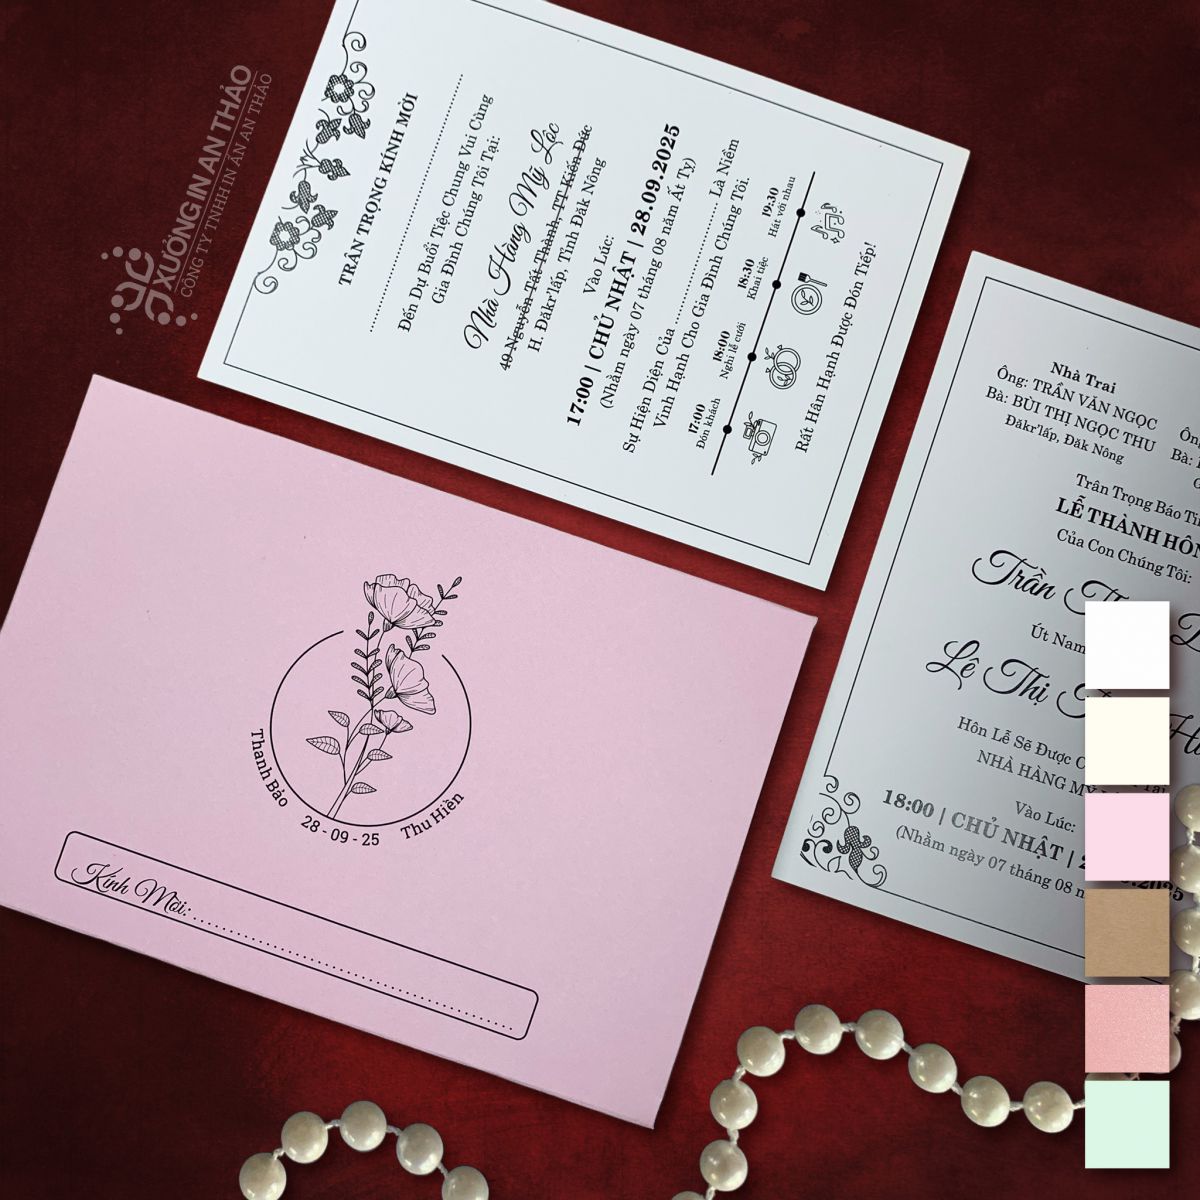 XƯỞNG IN AN THẢO
CÔNG TY TNHH IN ẤN AN THẢO
TRÂN TRỌNG KÍNH MỜI
Đến Dự Buổi Tiệc Chung Vui Cùng
Gia Đình Chúng Tôi Tại:
Nhà Hàng Mỹ Lộc
49 Nguyễn Tất Thành, TT Kiến Đức
H. Đăkr'lấp, Tỉnh Đăk Nông
Vào Lúc:
17:00 | CHỦ NHẬT | 28.09.2025
(Nhằm ngày 07 tháng 08 năm Ất Tỵ)
Sự Hiện Diện Của ........................ Là Niềm
Vinh Hạnh Cho Gia Đình Chúng Tôi.
17:00
Đón khách
18:00
Nghi lễ cưới
18:30
Khai tiệc
19:30
Hát với nhau
Rất Hân Hạnh Được Đón Tiếp!
Nhà Trai
Ông: TRẦN VĂN NGỌC
Bà: BÙI THỊ NGỌC THU
Đăkr'lấp, Đăk Nông
Bà:
Trân Trọng Báo
LỄ THÀNH HÔN
Của Con Chúng Tôi:
Trần
Út Nam
Lê Thị
Hôn Lễ Sẽ Được
NHÀ HÀNG
Vào Lúc:
18:00 | CHỦ NHẬT |
(Nhằm ngày 07 tháng 08
Thanh Bảo
28 - 09 - 25
Thu Hiền
Kính Mời: